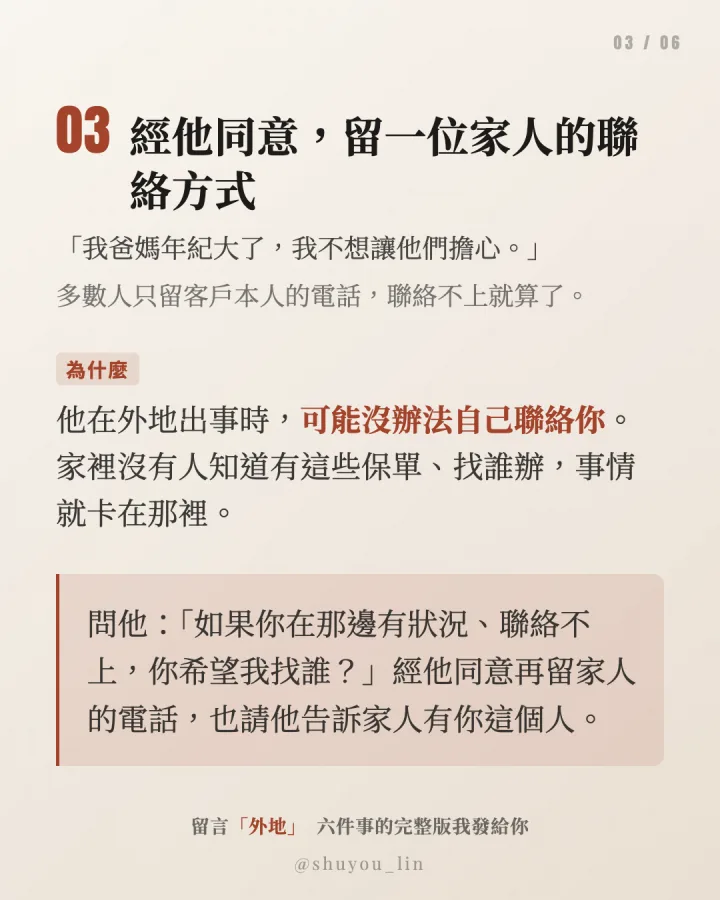 03 / 06
03 經他同意，留一位家人的聯
絡方式
「我爸媽年紀大了，我不想讓他們擔心。」
多數人只留客戶本人的電話，聯絡不上就算了。
為什麼
他在外地出事時，可能沒辦法自己聯絡你。
家裡沒有人知道有這些保單、找誰辦，事情
就卡在那裡。
問他：「如果你在那邊有狀況、聯絡不
上，你希望我找誰？」經他同意再留家人
的電話，也請他告訴家人有你這個人。
留言「外地」 六件事的完整版我發給你
@shuyou_lin